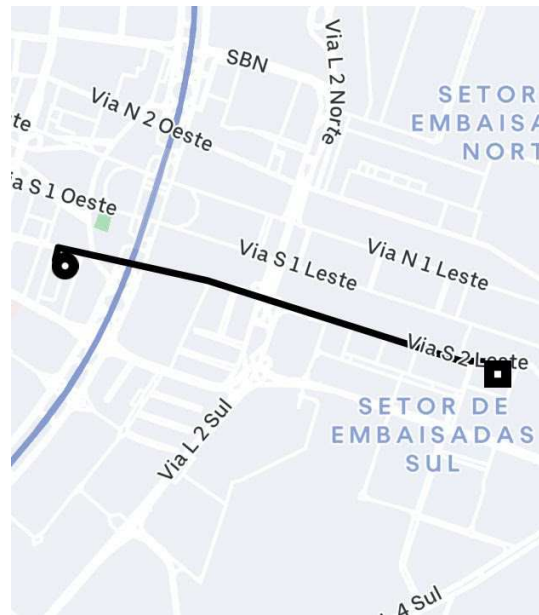 SBN
Via L 2 Norte
Via N 2 Oeste
SETOR
EMBAISA
NORT
te
a S 1 Oeste
Via S 1 Leste
Via N 1 Leste
Via S 2 Leste
SETOR DE
EMBAISADAS
SUL
Via L 2 Sul
L 4 Sul